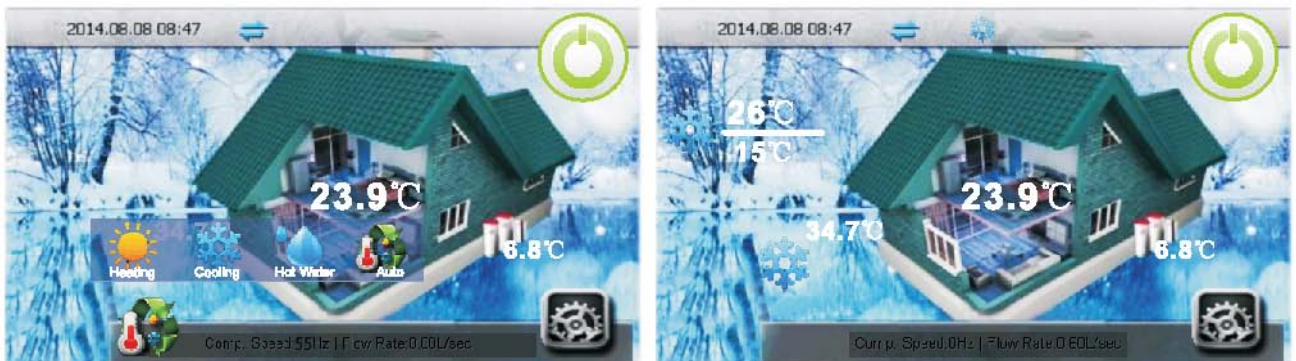 2014.08.08 08:47
23.9℃
Heating
Cooling
Hot Water
Auto
6.8℃
Comp. Speed:55Hz | Flow Rate:0.00L/sec
2014.08.08 08:47
26℃
15℃
23.9℃
34.7℃
6.8℃
Comp. Speed:0Hz | Flow Rate:0.60L/sec